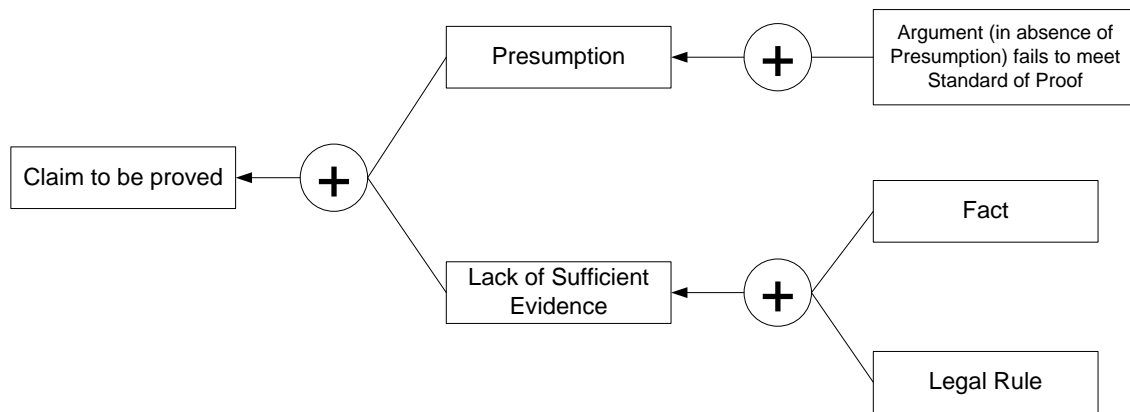 Argument (in absence of
Presumption) fails to meet
Standard of Proof
Presumption
+
+
Claim to be proved
+
Fact
Lack of Sufficient
Evidence
+
Legal Rule